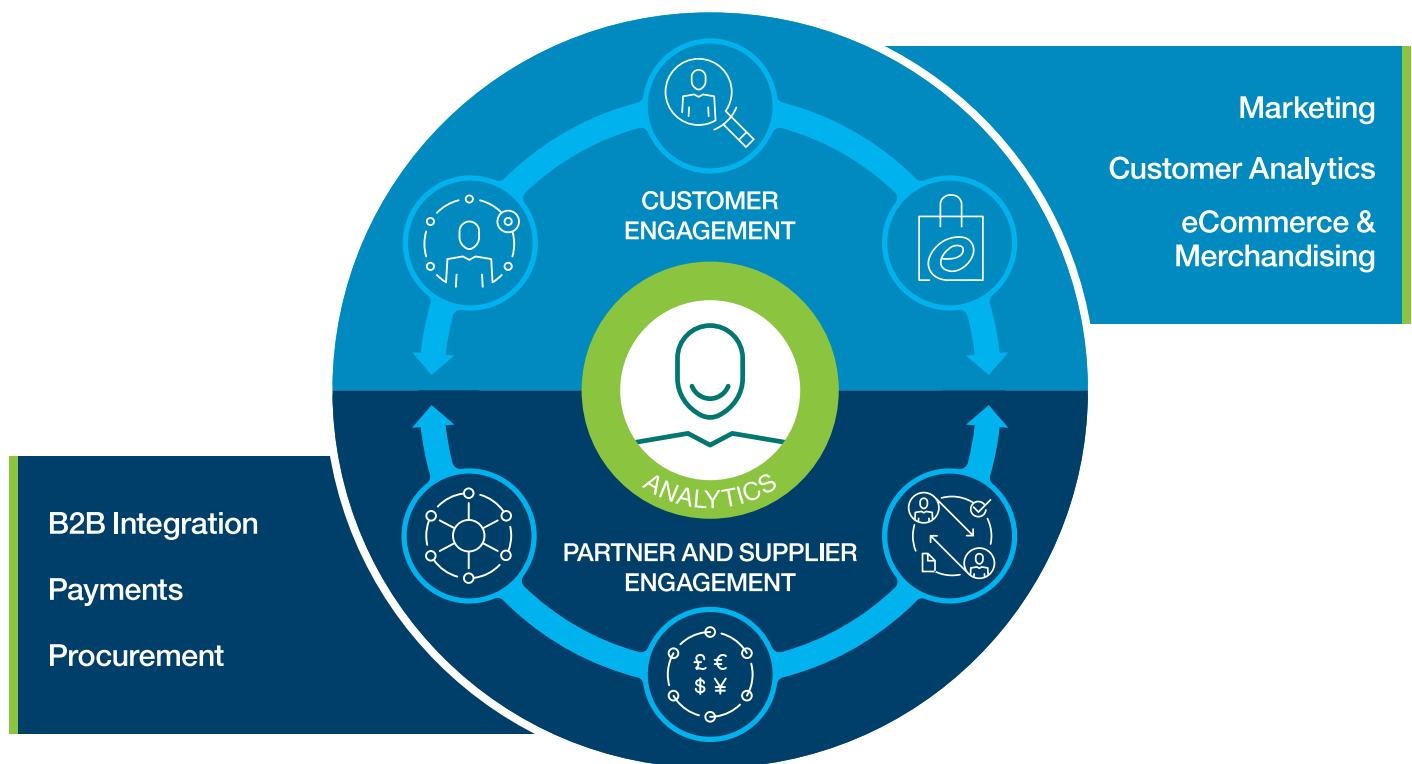 Marketing
Customer Analytics
eCommerce &
Merchandising
CUSTOMER
ENGAGEMENT
ANALYTICS
PARTNER AND SUPPLIER
ENGAGEMENT
£ €
$ ¥
B2B Integration
Payments
Procurement